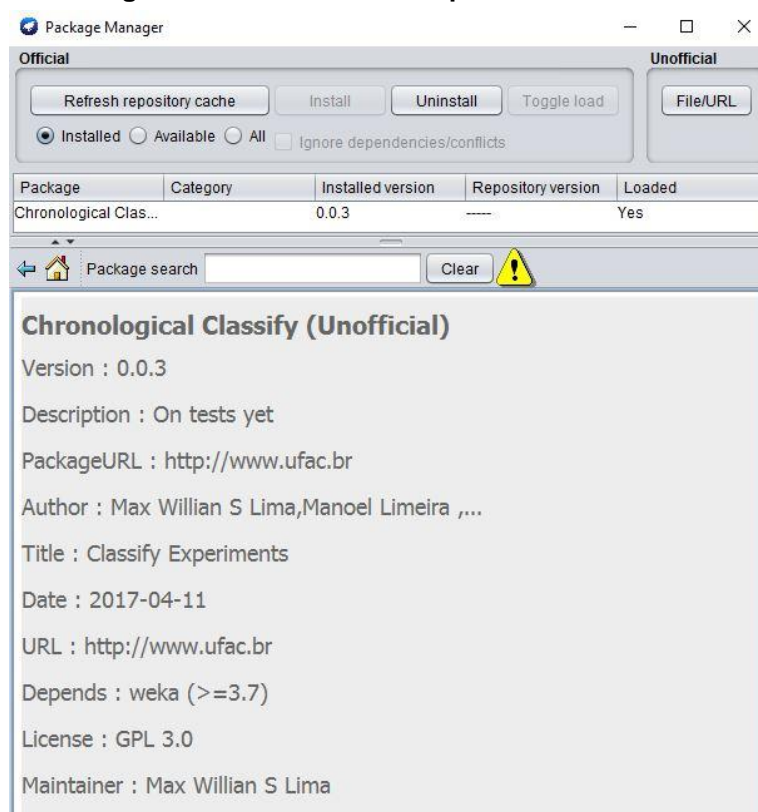 Package Manager
Official
Unofficial
Refresh repository cache
Install
Uninstall
Toggle load
File/URL
Installed
Available
All
Ignore dependencies/conflicts
Package
Category
Installed version
Repository version
Loaded
Chronological Clas...
0.0.3
-----
Yes
Package search
Clear
Chronological Classify (Unofficial)
Version : 0.0.3
Description : On tests yet
PackageURL : http://www.ufac.br
Author : Max Willian S Lima,Manoel Limeira ,...
Title : Classify Experiments
Date : 2017-04-11
URL : http://www.ufac.br
Depends : weka (>=3.7)
License : GPL 3.0
Maintainer : Max Willian S Lima